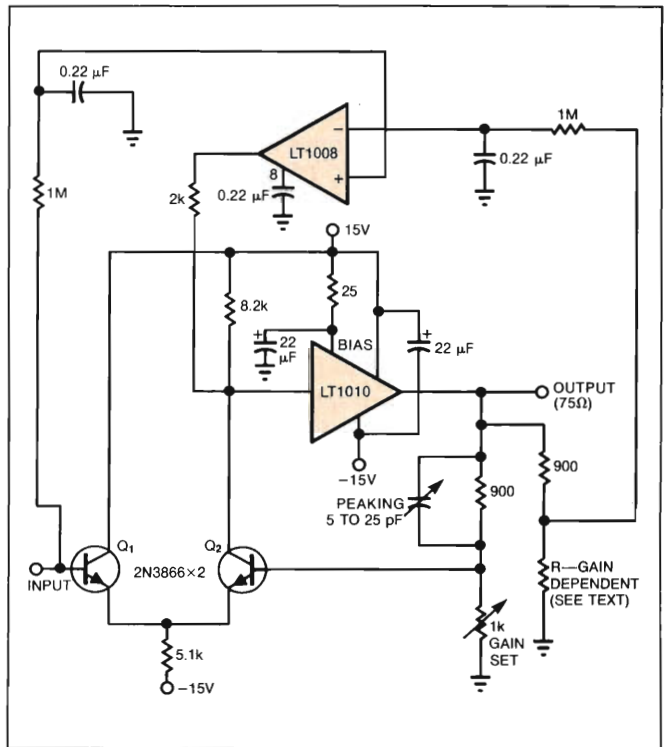 0.22 μF
1M
LT1008
−
+
8
0.22 μF
1M
0.22 μF
2k
15V
8.2k
25
+
22
μF
BIAS
+
22 μF
LT1010
OUTPUT
(75Ω)
−15V
PEAKING
5 TO 25 pF
900
900
INPUT
Q1
2N3866×2
Q2
R—GAIN
DEPENDENT
(SEE TEXT)
1k
GAIN
SET
5.1k
−15V